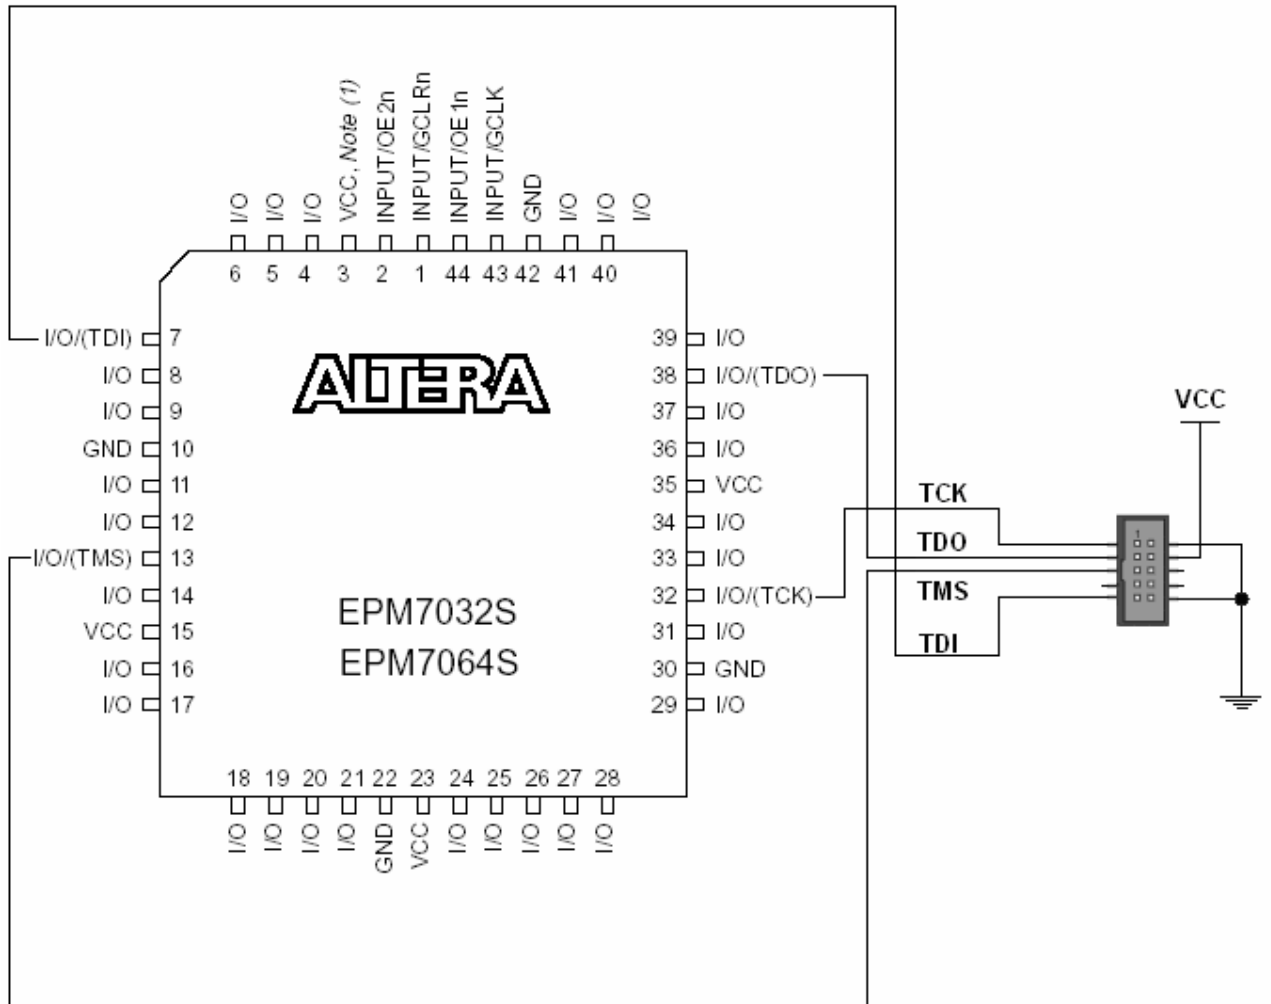 I/O I/O I/O VCC, Note (1) INPUT/OE2n INPUT/GCLRn INPUT/OE1n INPUT/GCLK GND I/O I/O I/O
6 5 4 3 2 1 44 43 42 41 40
I/O/(TDI) 7 39 I/O
I/O 8 38 I/O/(TDO)
ALTERA
I/O 9 37 I/O
VCC
GND 10 36 I/O
I/O 11 35 VCC
TCK
I/O 12 34 I/O
TDO
1
I/O/(TMS) 13 33 I/O
I/O 14 32 I/O/(TCK)
TMS
EPM7032S
VCC 15 31 I/O
TDI
EPM7064S
I/O 16 30 GND
I/O 17 29 I/O
18 19 20 21 22 23 24 25 26 27 28
I/O I/O I/O I/O GND VCC I/O I/O I/O I/O I/O